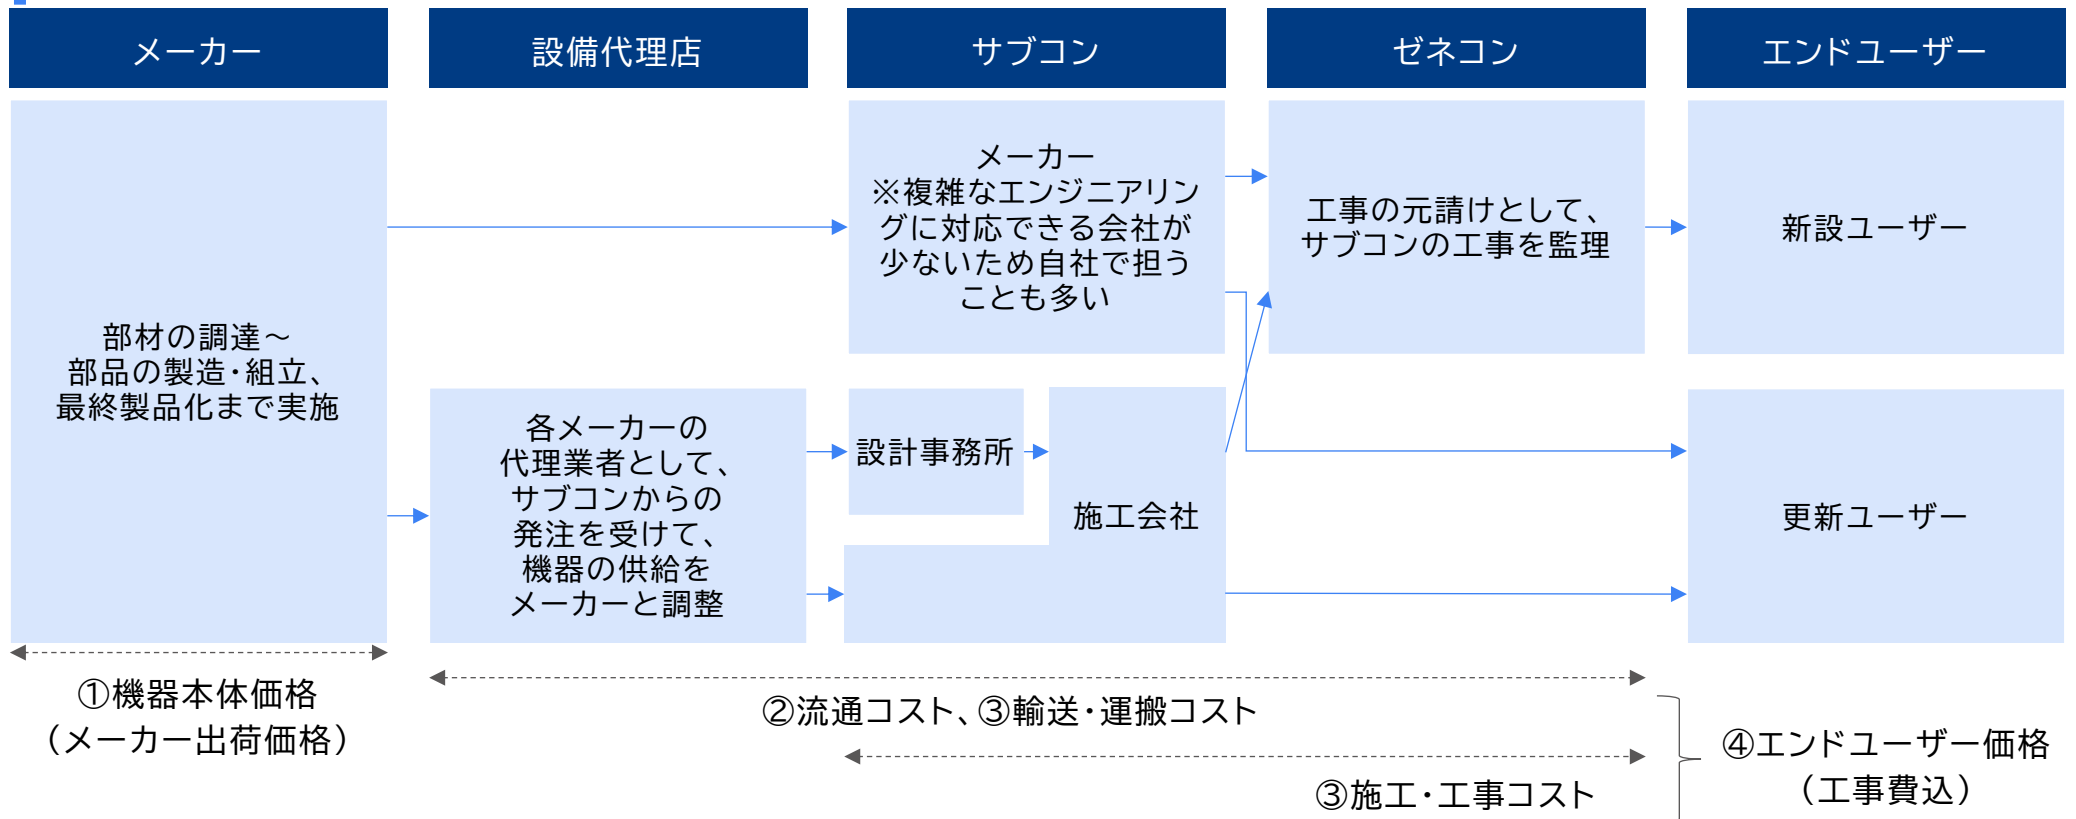 メーカー
設備代理店
サブコン
ゼネコン
エンドユーザー
部材の調達～
部品の製造・組立、
最終製品化まで実施
各メーカーの
代理業者として、
サブコンからの
発注を受けて、
機器の供給を
メーカーと調整
メーカー
※複雑なエンジニアリン
グに対応できる会社が
少ないため自社で担う
ことも多い
設計事務所
施工会社
工事の元請けとして、
サブコンの工事を監理
新設ユーザー
更新ユーザー
①機器本体価格
（メーカー出荷価格）
②流通コスト、③輸送・運搬コスト
③施工・工事コスト
④エンドユーザー価格
（工事費込）